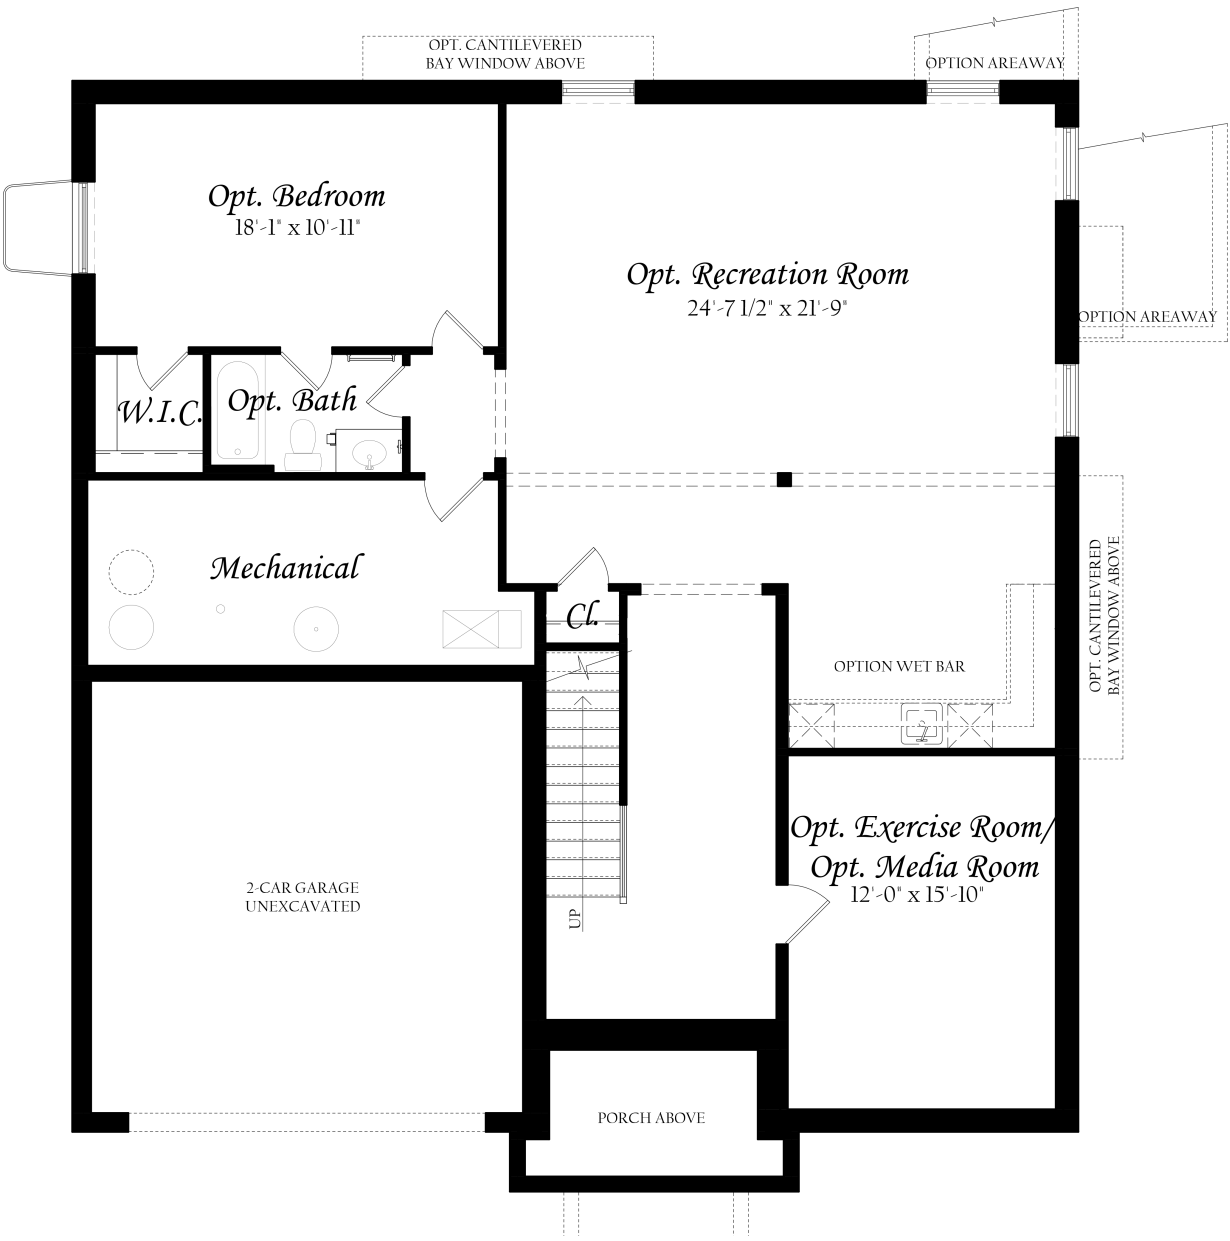 OPT. CANTILEVERED
BAY WINDOW ABOVE
OPTION AREAWAY
Opt. Bedroom
18'-1" x 10'-11"
Opt. Recreation Room
24'-7 1/2" x 21'-9"
OPTION AREAWAY
W.I.C.
Opt. Bath
Mechanical
Cl.
OPT. CANTILEVERED
BAY WINDOW ABOVE
OPTION WET BAR
Opt. Exercise Room/
Opt. Media Room
12'-0" x 15'-10"
2-CAR GARAGE
UNEXCAVATED
UP
PORCH ABOVE